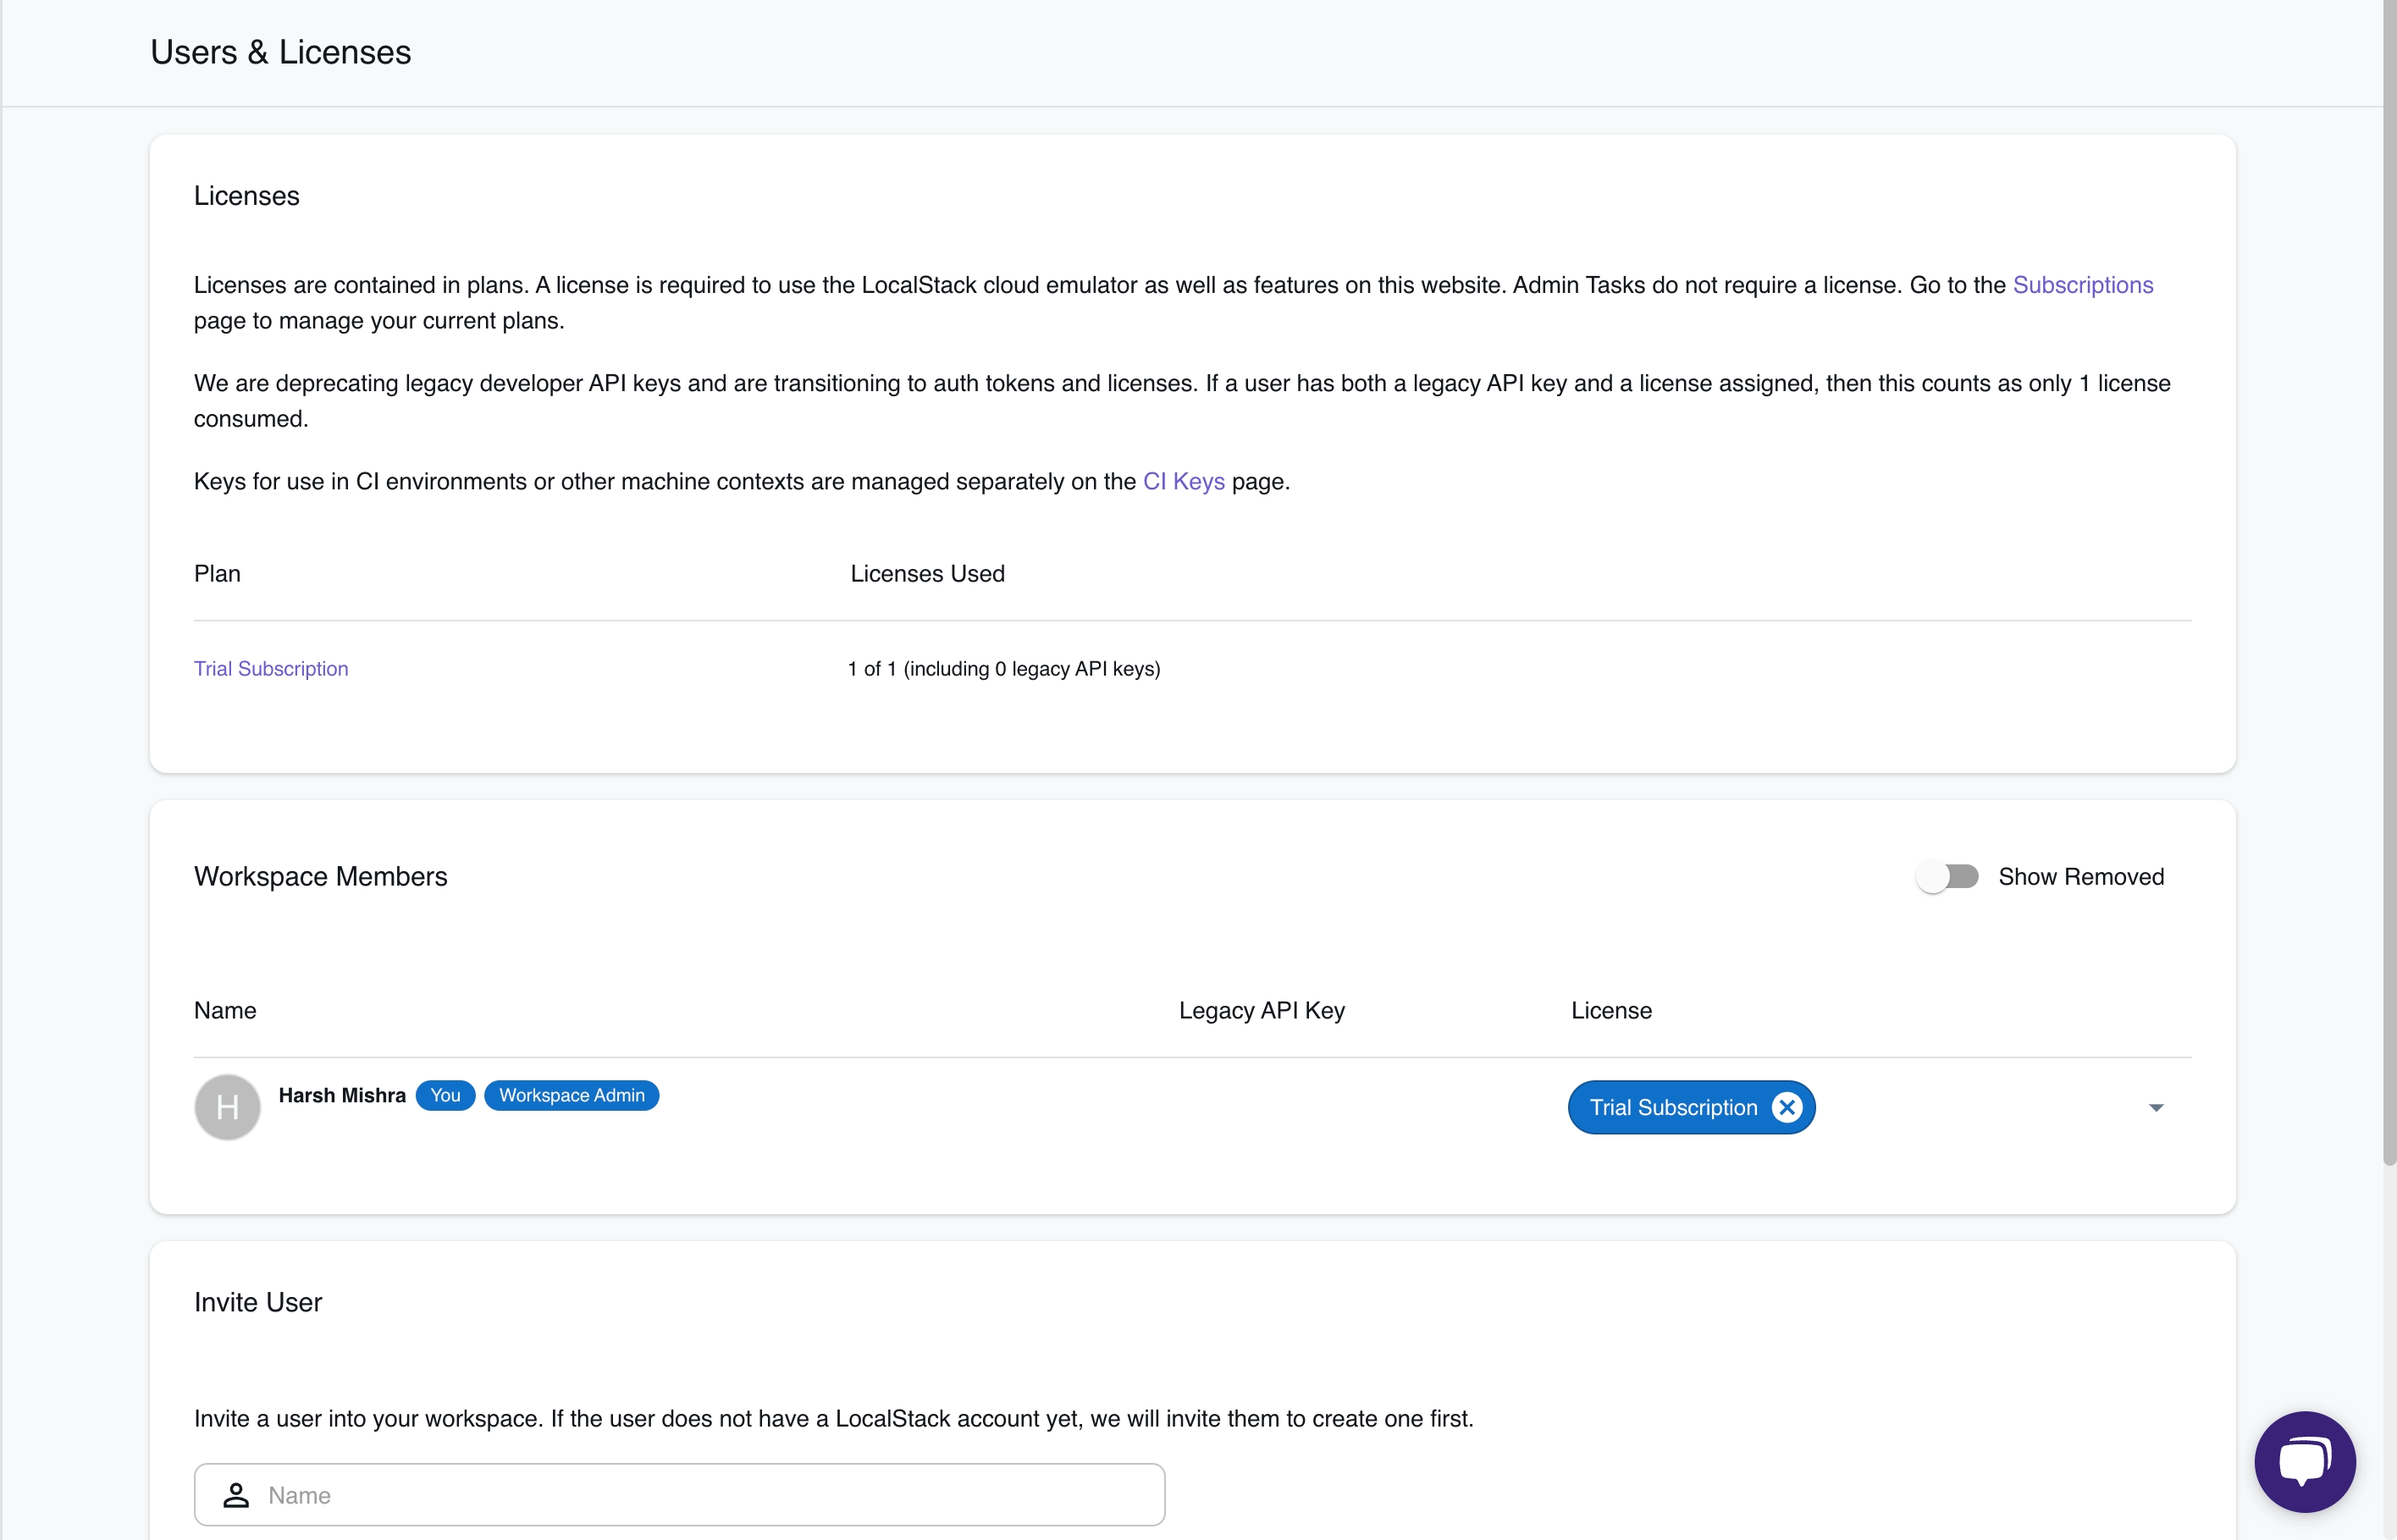 Users & Licenses
Licenses
Licenses are contained in plans. A license is required to use the LocalStack cloud emulator as well as features on this website. Admin Tasks do not require a license. Go to the Subscriptions
page to manage your current plans.
We are deprecating legacy developer API keys and are transitioning to auth tokens and licenses. If a user has both a legacy API key and a license assigned, then this counts as only 1 license
consumed.
Keys for use in CI environments or other machine contexts are managed separately on the CI Keys page.
Plan Licenses Used
Trial Subscription 1 of 1 (including 0 legacy API keys)
Workspace Members Show Removed
Name Legacy API Key License
H Harsh Mishra You Workspace Admin Trial Subscription
Invite User
Invite a user into your workspace. If the user does not have a LocalStack account yet, we will invite them to create one first.
Name